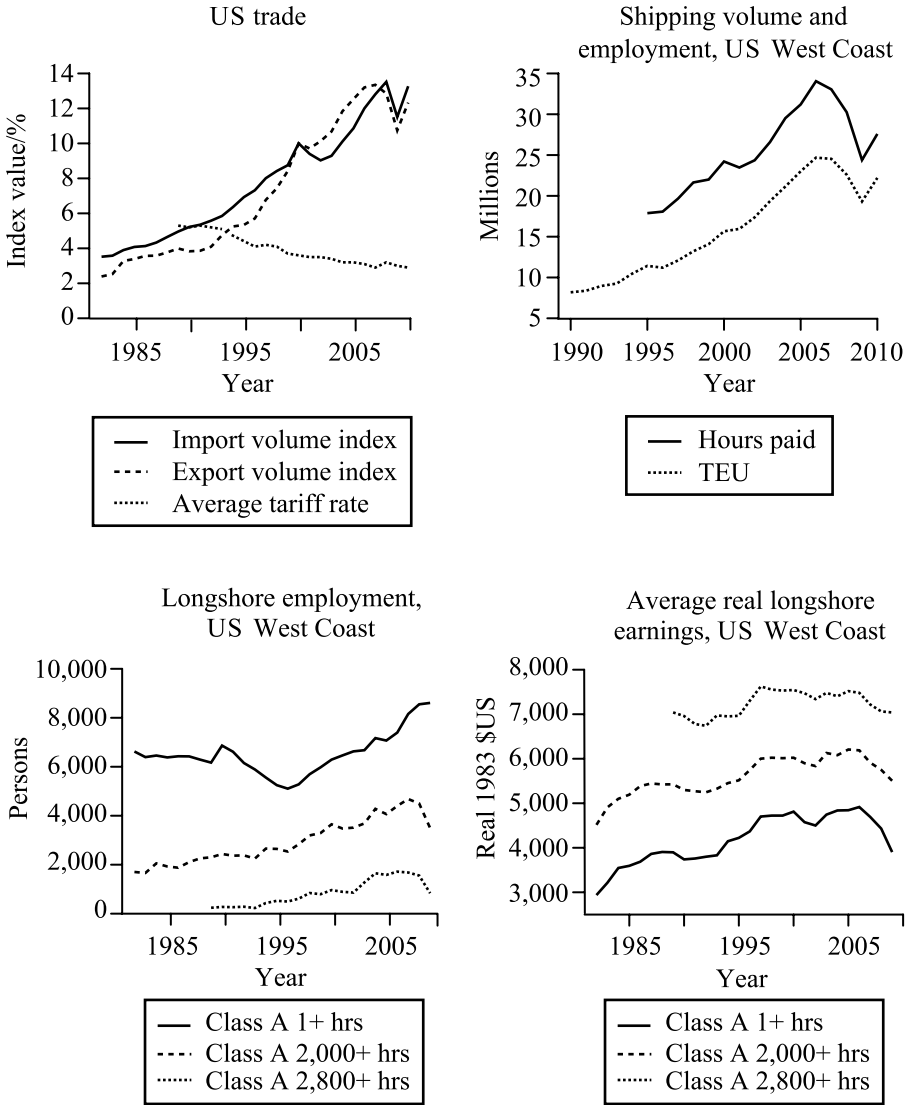 US trade
Index value/%
14
12
10
8
6
4
2
0
1985 1995 2005
Year
Import volume index
Export volume index
Average tariff rate
Shipping volume and
employment, US West Coast
Millions
35
30
25
20
15
10
5
1990 1995 2000 2005 2010
Year
Hours paid
TEU
Longshore employment,
US West Coast
Persons
10,000
8,000
6,000
4,000
2,000
0
1985 1995 2005
Year
Class A 1+ hrs
Class A 2,000+ hrs
Class A 2,800+ hrs
Average real longshore
earnings, US West Coast
Real 1983 $US
8,000
7,000
6,000
5,000
4,000
3,000
1985 1995 2005
Year
Class A 1+ hrs
Class A 2,000+ hrs
Class A 2,800+ hrs